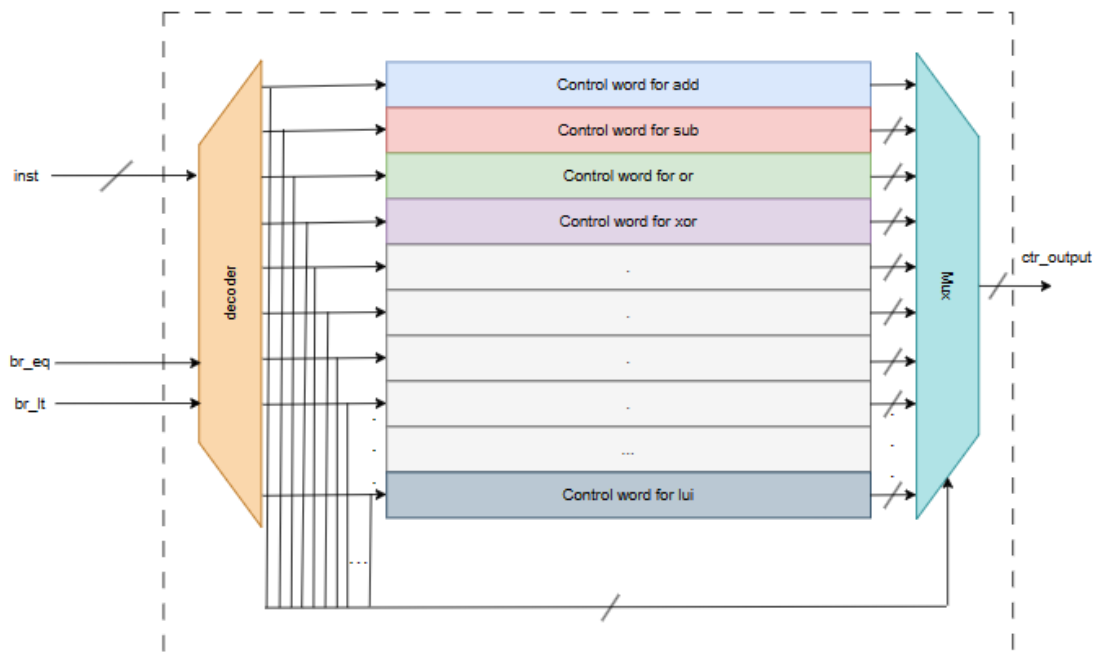 Control word for add
Control word for sub
inst
Control word for or
Control word for xor
.
ctr_output
decoder
Mux
.
br_eq
.
br_lt
.
...
Control word for lui
...